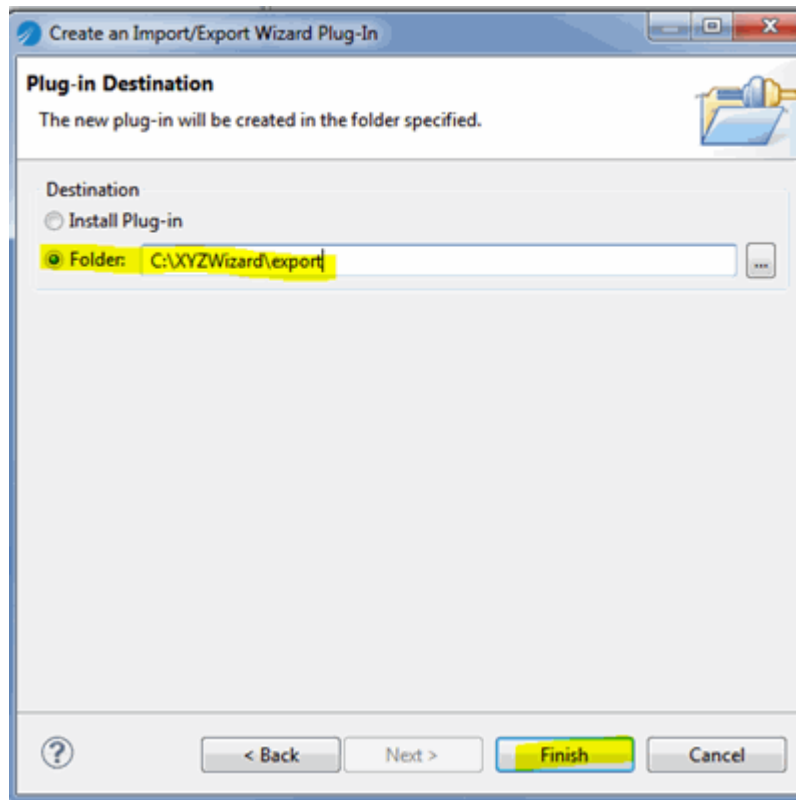 Create an Import/Export Wizard Plug-In
Plug-in Destination
The new plug-in will be created in the folder specified.
Destination
Install Plug-in
Folder: C:\XYZWizard\export
...
?
< Back Next > Finish Cancel